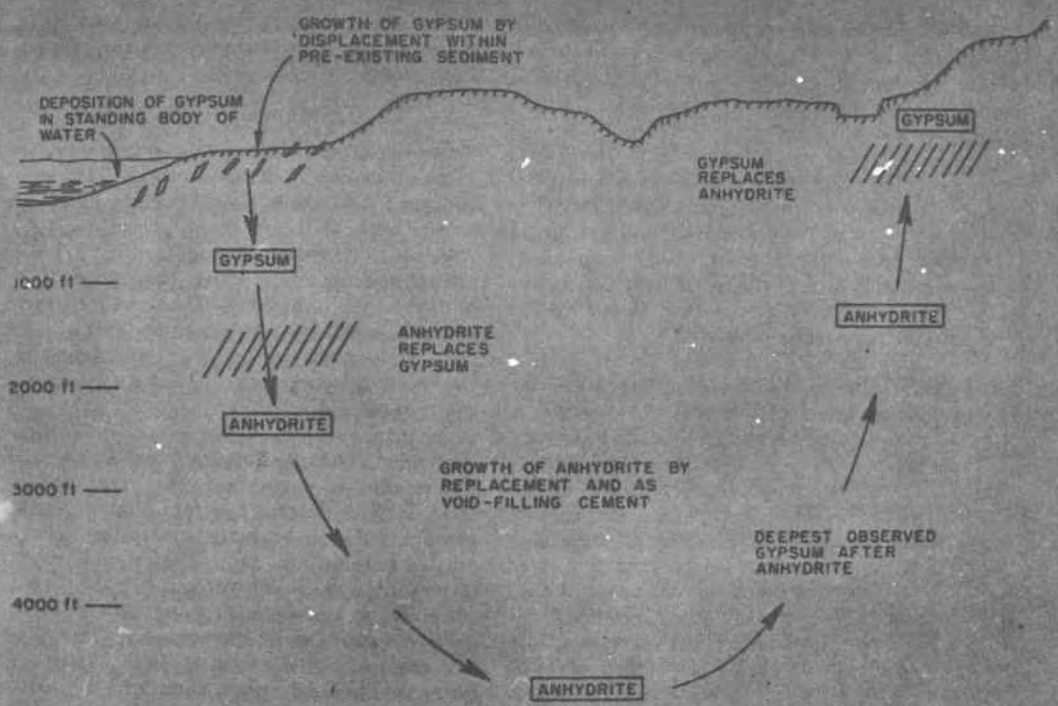 GROWTH OF GYPSUM BY
DISPLACEMENT WITHIN
PRE-EXISTING SEDIMENT
DEPOSITION OF GYPSUM
IN STANDING BODY OF
WATER
GYPSUM
GYPSUM
REPLACES
ANHYDRITE
GYPSUM
1000 ft
ANHYDRITE
ANHYDRITE
REPLACES
GYPSUM
2000 ft
ANHYDRITE
GROWTH OF ANHYDRITE BY
REPLACEMENT AND AS
VOID-FILLING CEMENT
3000 ft
DEEPEST OBSERVED
GYPSUM AFTER
ANHYDRITE
4000 ft
ANHYDRITE